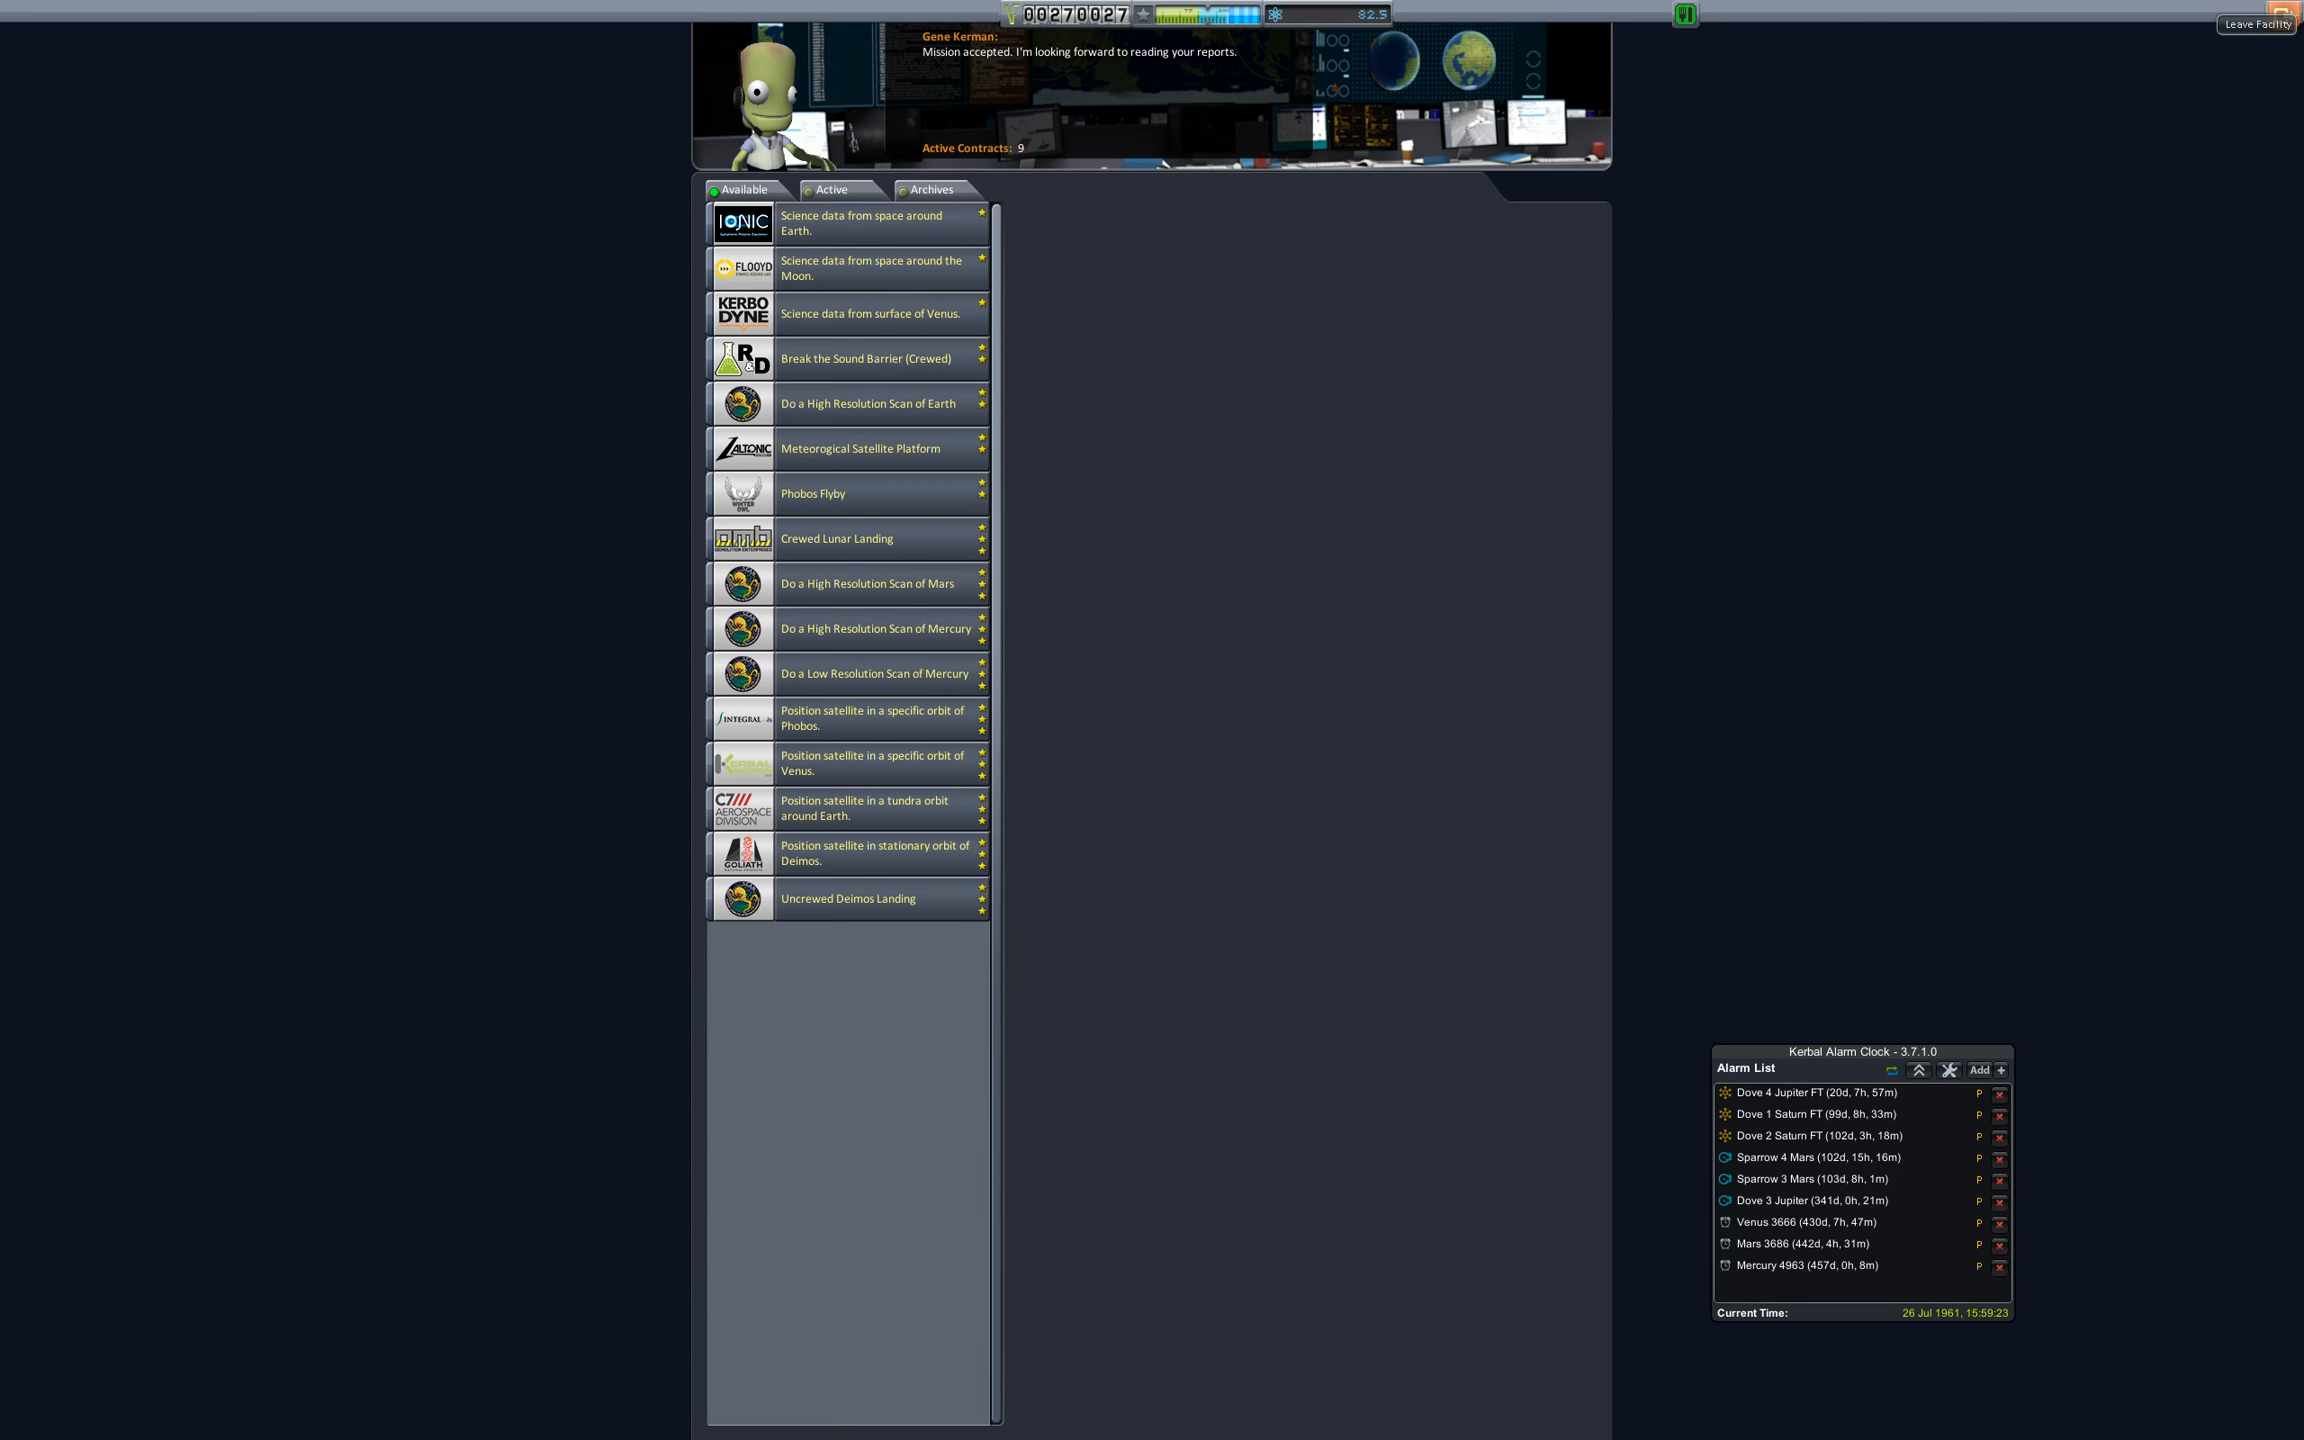 00270027
82.5
Leave Facility
Gene Kerman:
Mission accepted. I'm looking forward to reading your reports.
Active Contracts: 9
Available
Active
Archives
IONIC
Science data from space around
Earth.
FLOOYD
Science data from space around the
Moon.
KERBO
DYNE
Science data from surface of Venus.
R&D
Break the Sound Barrier (Crewed)
Do a High Resolution Scan of Earth
ZALTONIC
Meteorogical Satellite Platform
WINTER
OWL
Phobos Flyby
Crewed Lunar Landing
DEMOLITION ENTERPRISES
Do a High Resolution Scan of Mars
Do a High Resolution Scan of Mercury
Do a Low Resolution Scan of Mercury
INTEGRAL
Position satellite in a specific orbit of
Phobos.
KERBAL
Position satellite in a specific orbit of
Venus.
C7///
AEROSPACE
DIVISION
Position satellite in a tundra orbit
around Earth.
GOLIATH
NATIONAL PRODUCTS
Position satellite in stationary orbit of
Deimos.
Uncrewed Deimos Landing
Kerbal Alarm Clock - 3.7.1.0
Alarm List
Add +
Dove 4 Jupiter FT (20d, 7h, 57m) P
Dove 1 Saturn FT (99d, 8h, 33m) P
Dove 2 Saturn FT (102d, 3h, 18m) P
Sparrow 4 Mars (102d, 15h, 16m) P
Sparrow 3 Mars (103d, 8h, 1m) P
Dove 3 Jupiter (341d, 0h, 21m) P
Venus 3666 (430d, 7h, 47m) P
Mars 3686 (442d, 4h, 31m) P
Mercury 4963 (457d, 0h, 8m) P
Current Time: 26 Jul 1961, 15:59:23